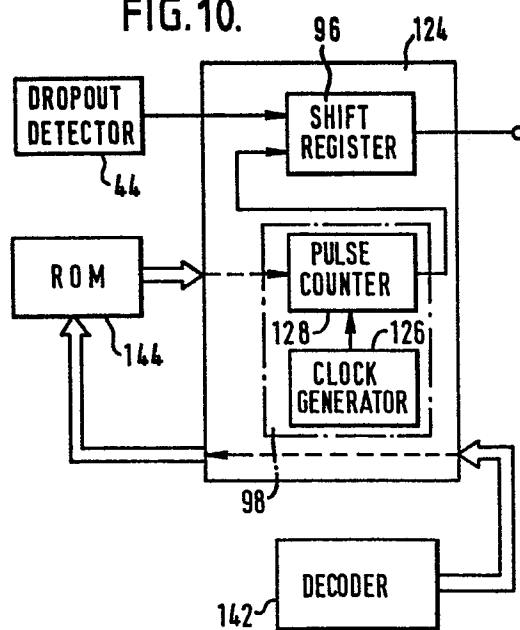 FIG.10.
96
124
DROPOUT
DETECTOR
44
SHIFT
REGISTER
ROM
144
PULSE
COUNTER
128
126
CLOCK
GENERATOR
98
DECODER
142